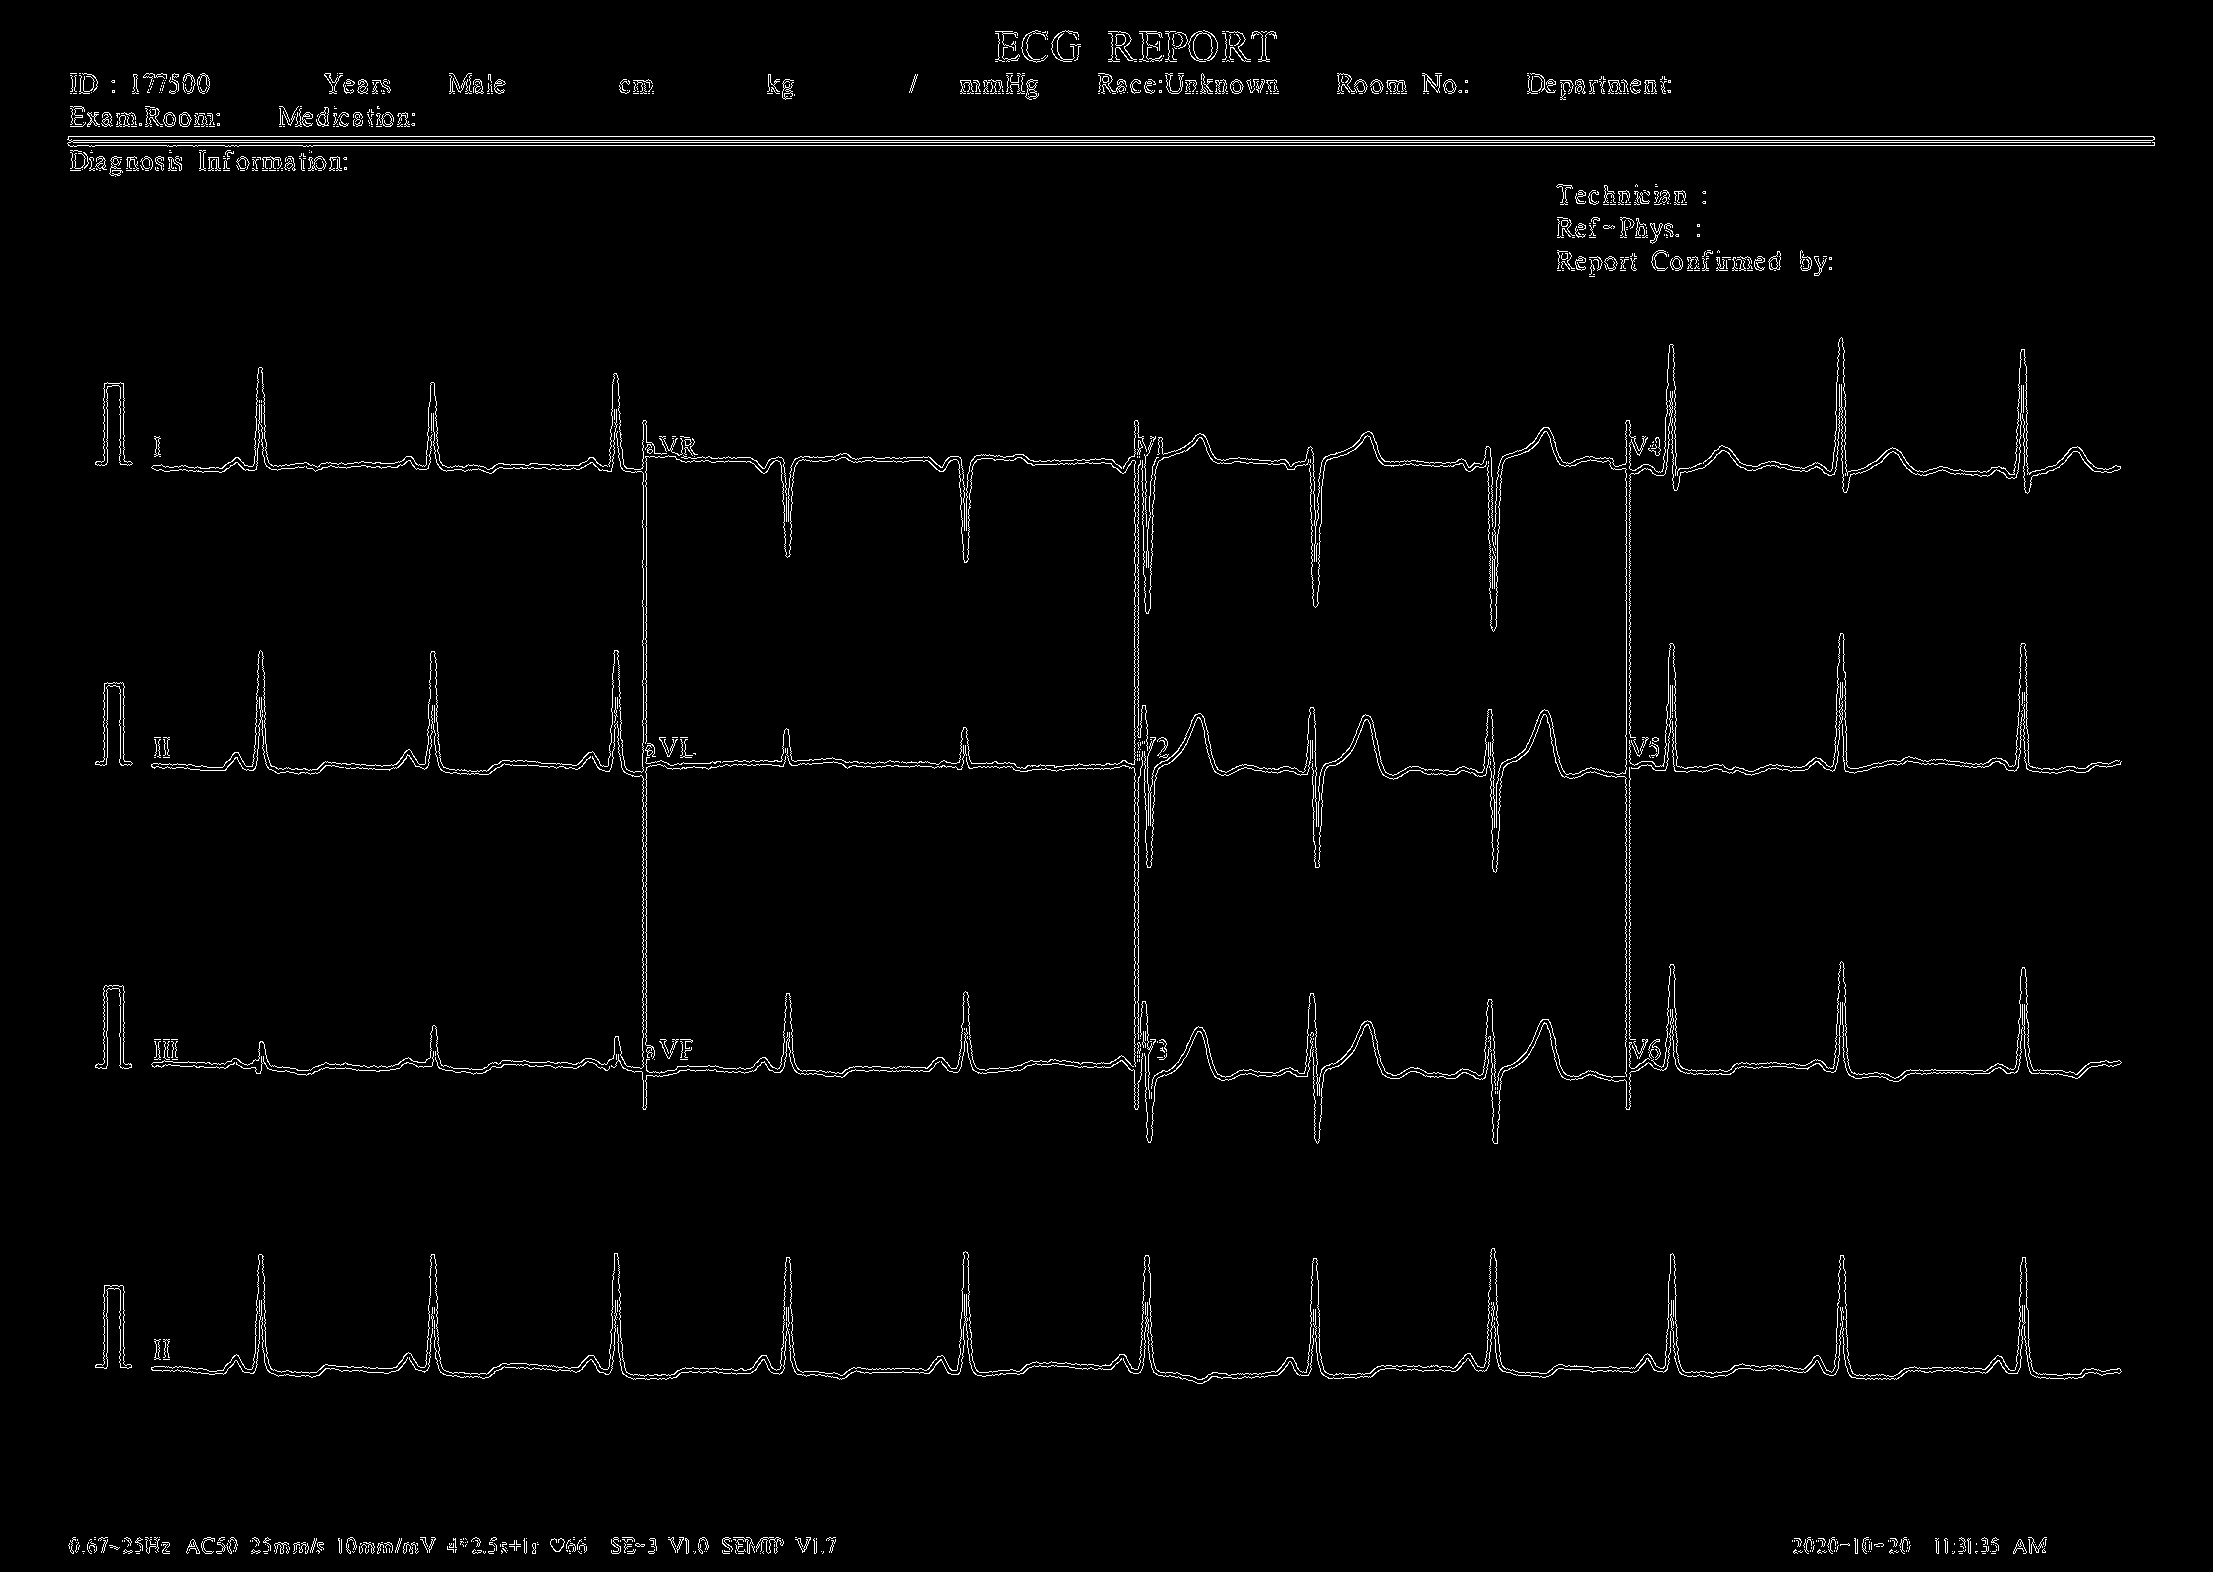 ECG REPORT
ID : 177500 Years Male cm kg / mmHg Race:Unknown Room No.: Department:
Exam.Room: Medication:
Diagnosis Information:
Technician :
Ref-Phys. :
Report Confirmed by:
I aVR V1 V4
II aVL V2 V5
III aVF V3 V6
II
0.67~25Hz AC50 25mm/s 10mm/mV 4*2.5s+1r ♡66 SE-3 V1.0 SEMIP V1.7
2020-10-20 11:31:35 AM